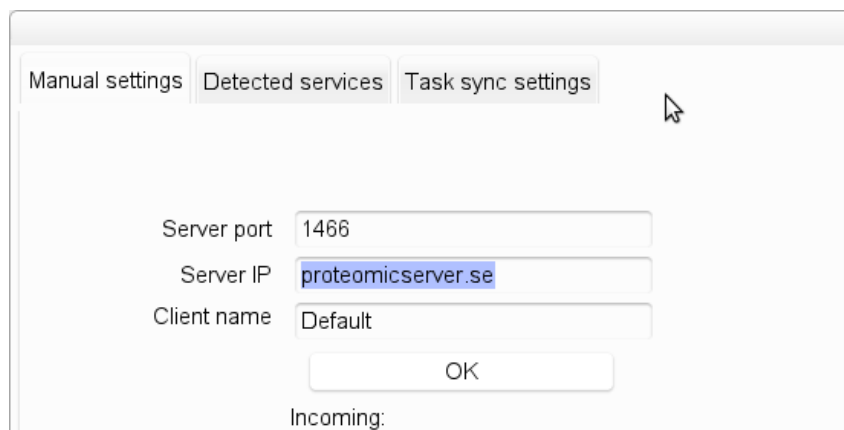 Manual settings Detected services Task sync settings
Server port 1466
Server IP proteomicserver.se
Client name Default
OK
Incoming: